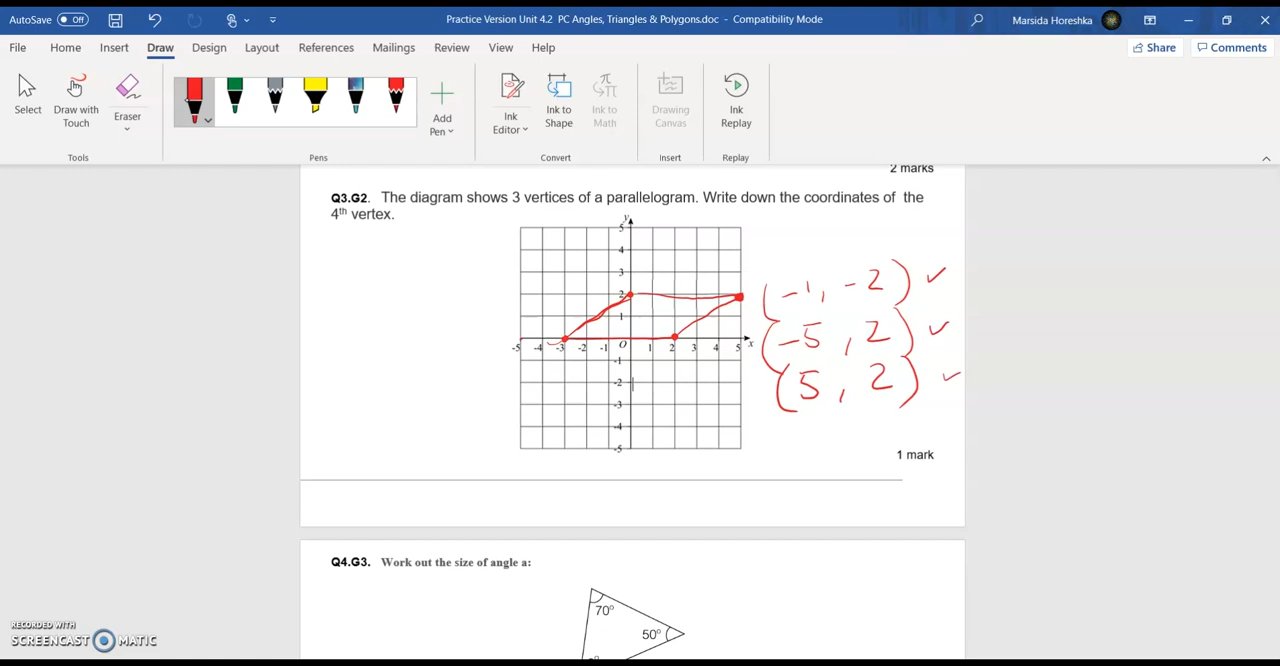 AutoSave Off Practice Version Unit 4.2 PC Angles, Triangles & Polygons.doc - Compatibility Mode Marsida Horeshka
File Home Insert Draw Design Layout References Mailings Review View Help Share Comments
Select Draw with Touch Eraser Add Pen Ink Editor Ink to Shape Ink to Math Drawing Canvas Ink Replay
Tools Pens Convert Insert Replay
2 marks
Q3.G2. The diagram shows 3 vertices of a parallelogram. Write down the coordinates of the
4th vertex.
y
5
4
3
2
1
-5 -4 -3 -2 -1 O 1 2 3 4 5 x
-1
-2
-3
-4
-5
(-1, -2) ✓
(-5, 2) ✓
(5, 2) ✓
1 mark
Q4.G3. Work out the size of angle a:
70°
50°
RECORDED WITH
SCREENCAST MATIC